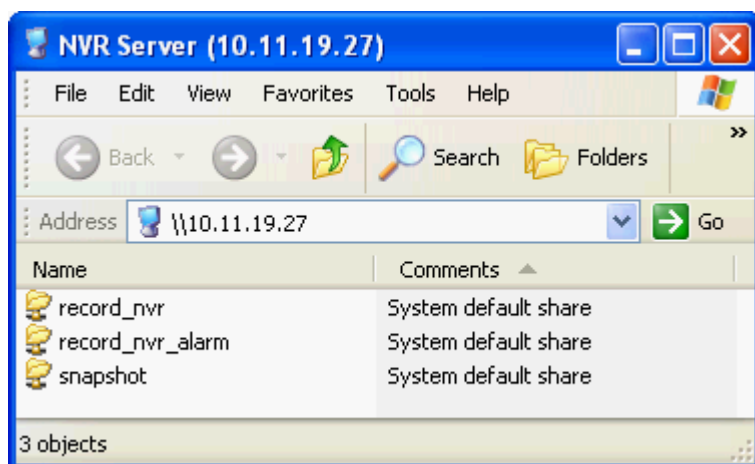 NVR Server (10.11.19.27)
File Edit View Favorites Tools Help
Back Search Folders »
Address \\10.11.19.27 Go
Name Comments
record_nvr System default share
record_nvr_alarm System default share
snapshot System default share
3 objects